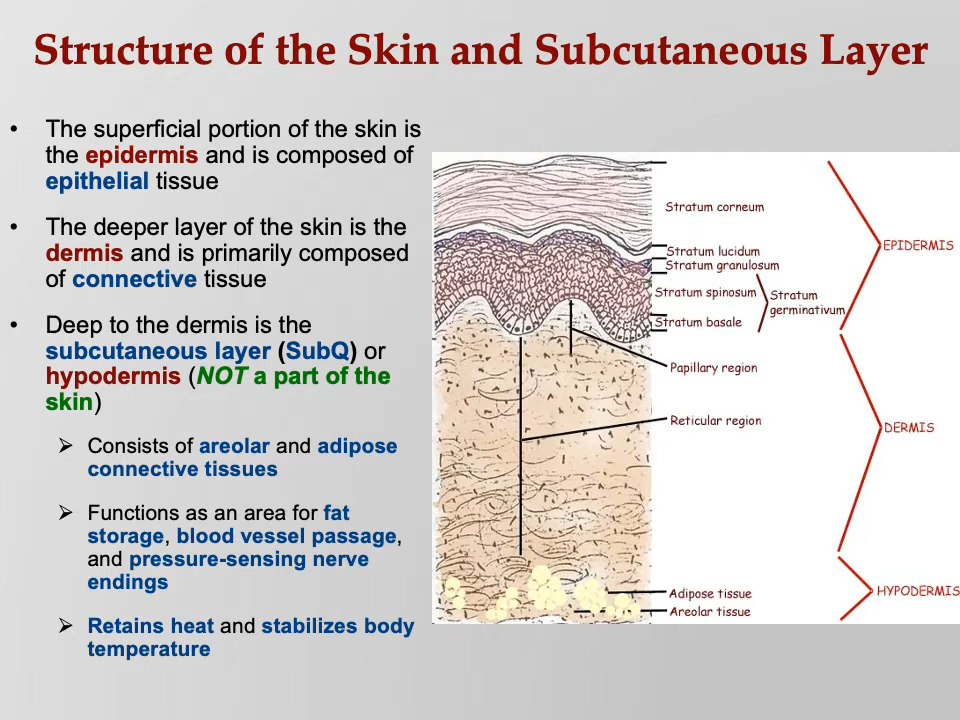 Structure of the Skin and Subcutaneous Layer
• The superficial portion of the skin is
the epidermis and is composed of
epithelial tissue
• The deeper layer of the skin is the
dermis and is primarily composed
of connective tissue
• Deep to the dermis is the
subcutaneous layer (SubQ) or
hypodermis (NOT a part of the
skin)
➢ Consists of areolar and adipose
connective tissues
➢ Functions as an area for fat
storage, blood vessel passage,
and pressure-sensing nerve
endings
➢ Retains heat and stabilizes body
temperature
Stratum corneum
Stratum lucidum
Stratum granulosum
Stratum spinosum
Stratum basale
Stratum
germinativum
EPIDERMIS
Papillary region
Reticular region
DERMIS
Adipose tissue
Areolar tissue
HYPODERMIS